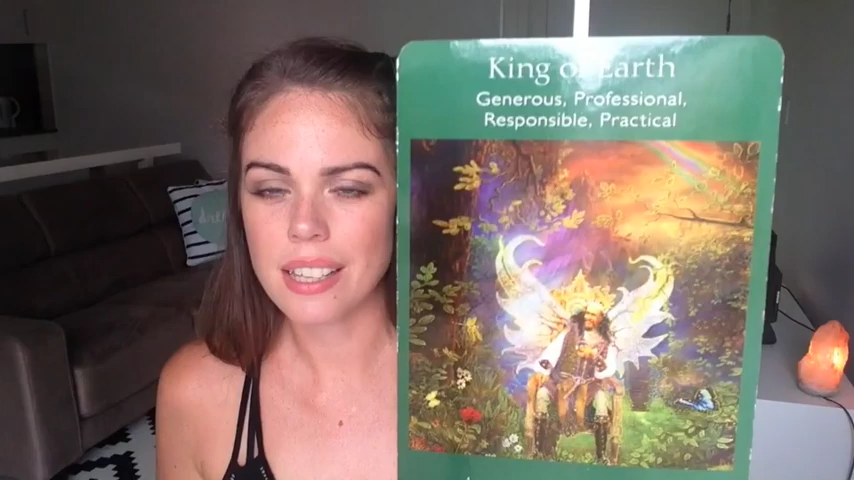 King of Earth
Generous, Professional,
Responsible, Practical